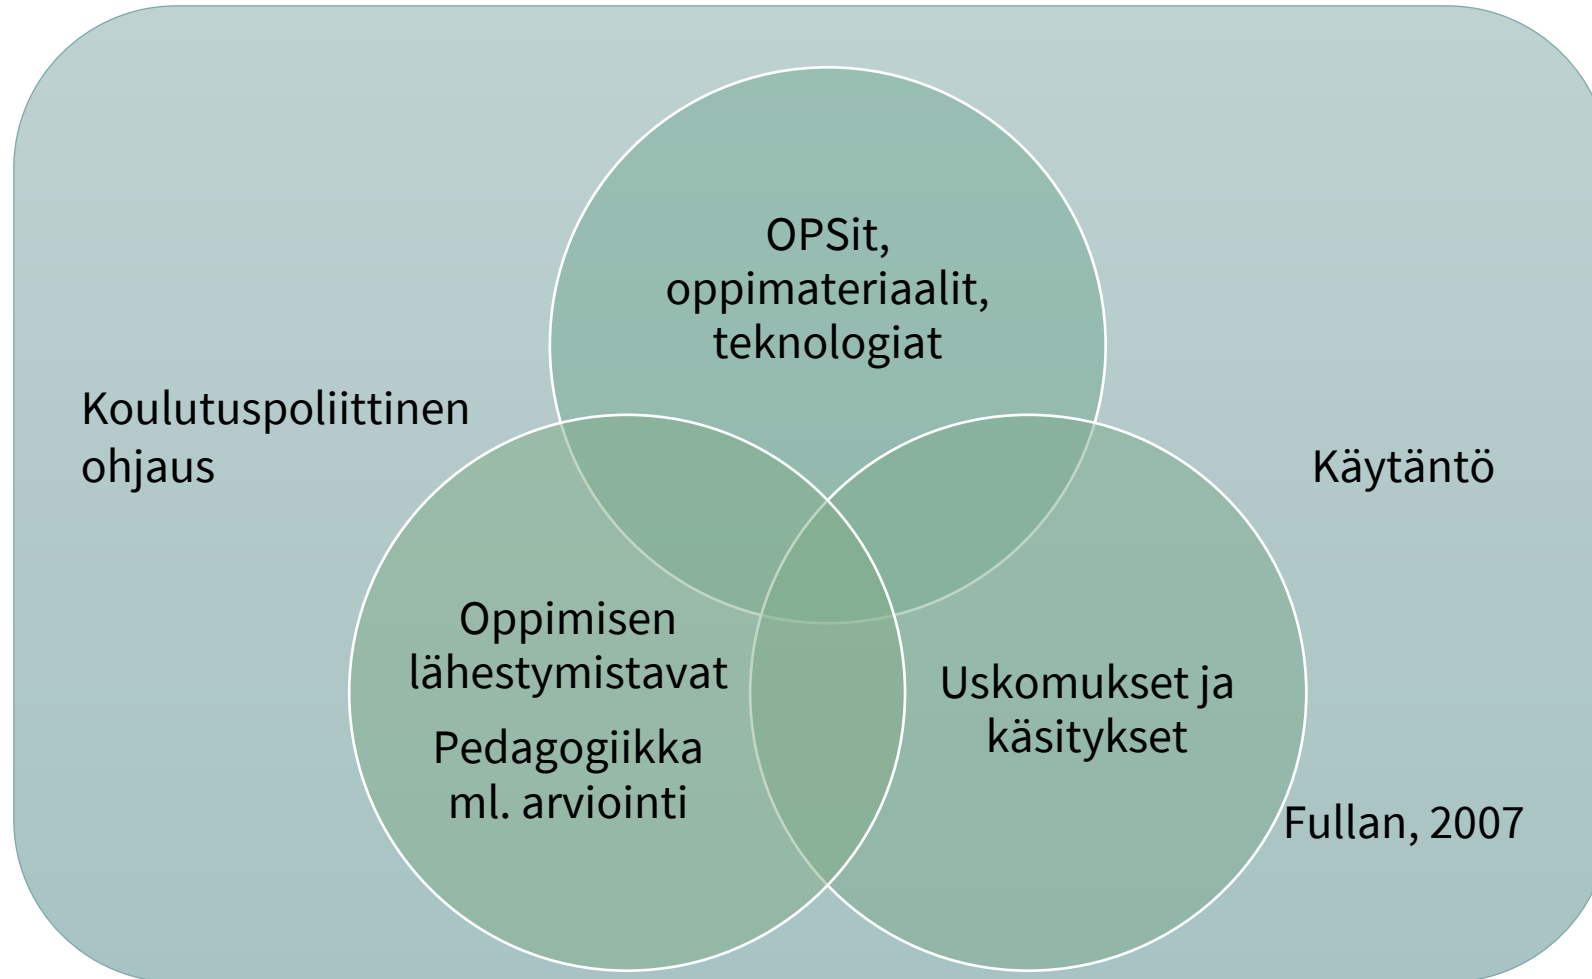 OPSit,
oppimateriaalit,
teknologiat
Koulutuspoliittinen
ohjaus
Käytäntö
Oppimisen
lähestymistavat
Pedagogiikka
ml. arviointi
Uskomukset ja
käsitykset
Fullan, 2007